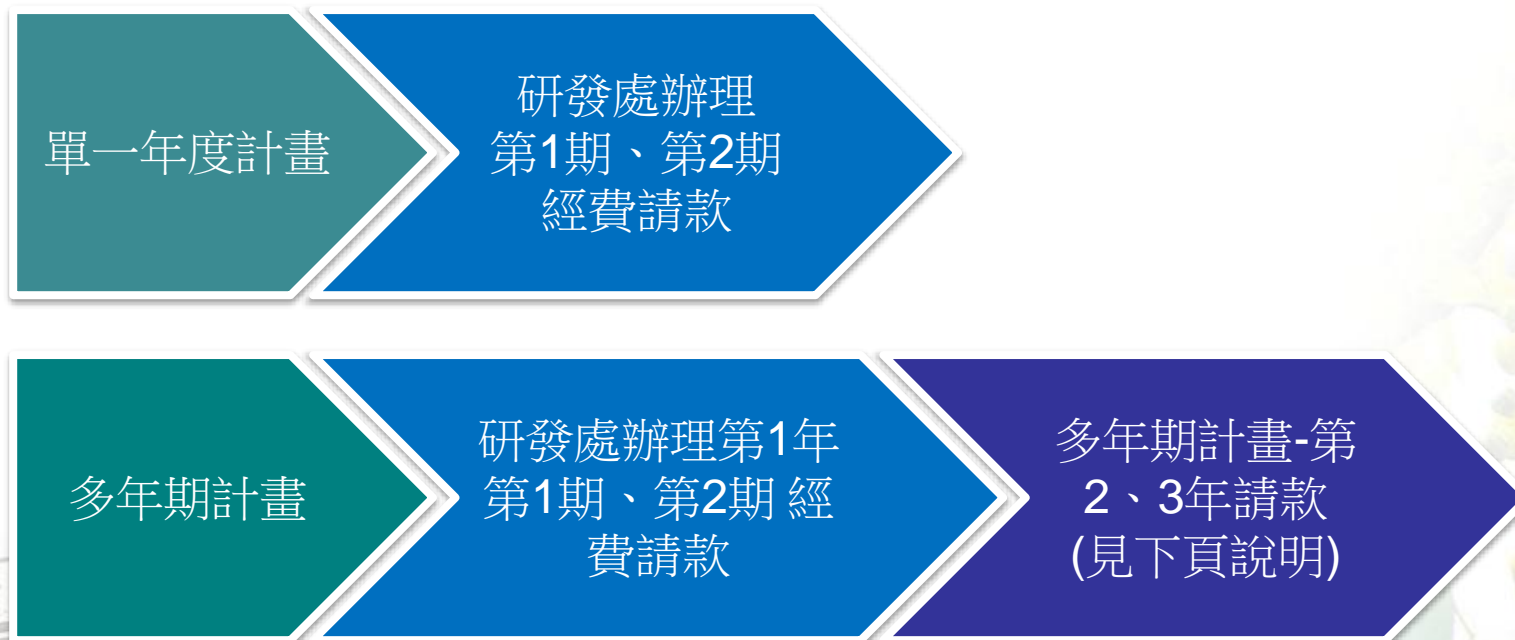 單一年度計畫
研發處辦理
第1期、第2期
經費請款
多年期計畫
研發處辦理第1年
第1期、第2期 經
費請款
多年期計畫-第
2、3年請款
(見下頁說明)